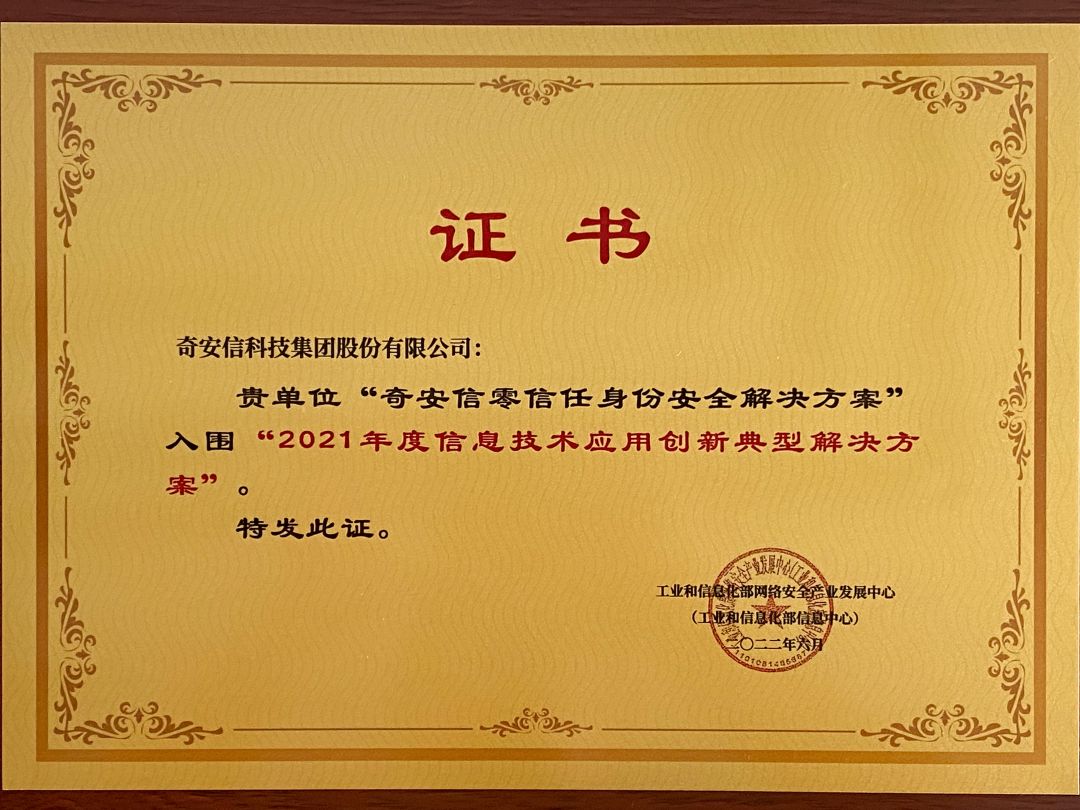 证书
奇安信科技集团股份有限公司：
贵单位“奇安信零信任身份安全解决方案”
入围“2021年度信息技术应用创新典型解决方
案”。
特发此证。
工业和信息化部网络安全产业发展中心
（工业和信息化部信息中心）
二〇二二年六月